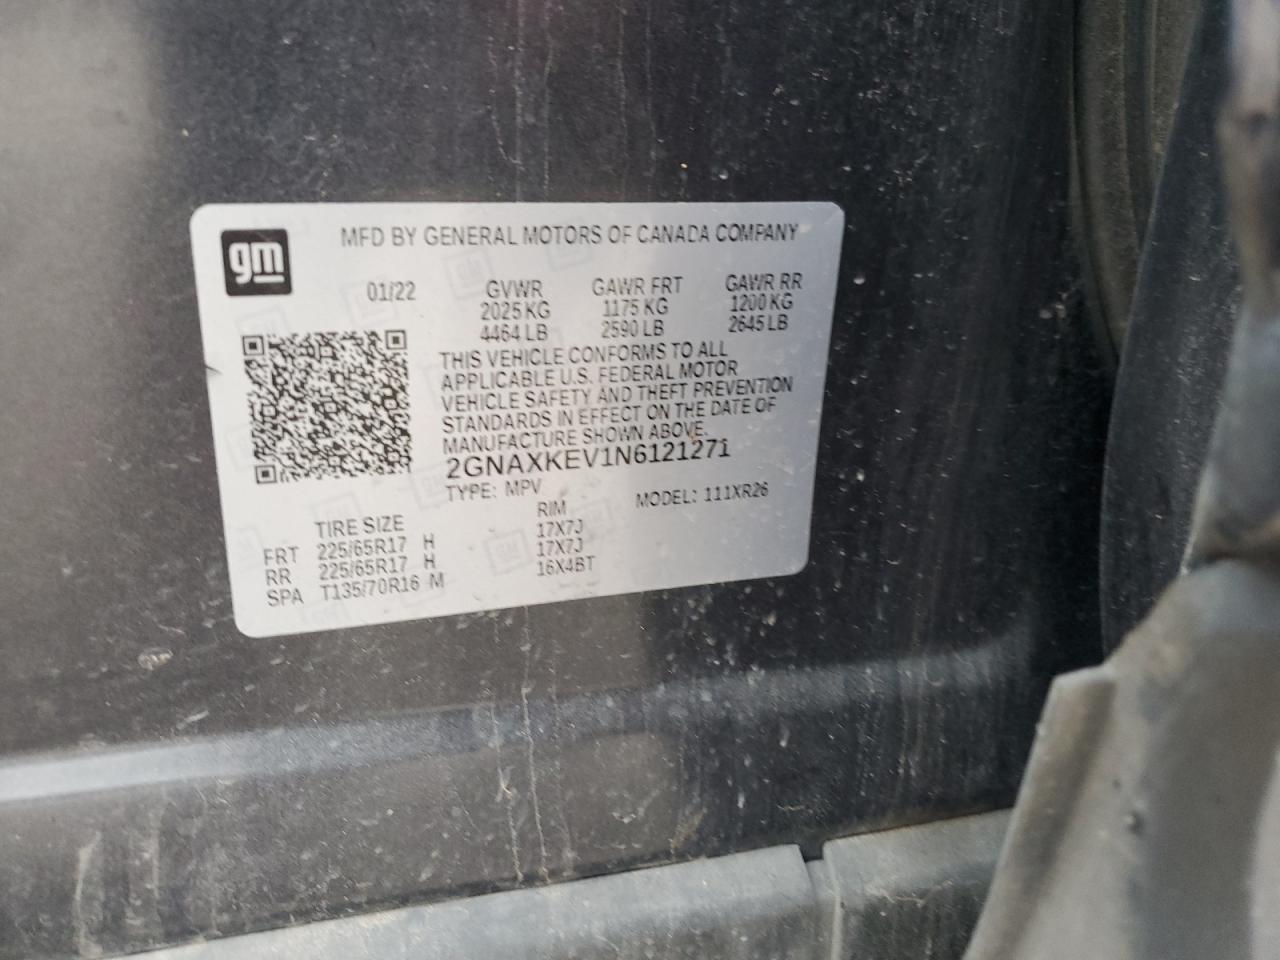 gm
MFD BY GENERAL MOTORS OF CANADA COMPANY
01/22 GVWR GAWR FRT GAWR RR
2025 KG 1175 KG 1200 KG
4464 LB 2590 LB 2645 LB
THIS VEHICLE CONFORMS TO ALL
APPLICABLE U.S. FEDERAL MOTOR
VEHICLE SAFETY AND THEFT PREVENTION
STANDARDS IN EFFECT ON THE DATE OF
MANUFACTURE SHOWN ABOVE.
2GNAXKEV1N6121271
TYPE: MPV MODEL: 111XR26
TIRE SIZE RIM
FRT 225/65R17 H 17X7J
RR 225/65R17 H 17X7J
SPA T135/70R16 M 16X4BT